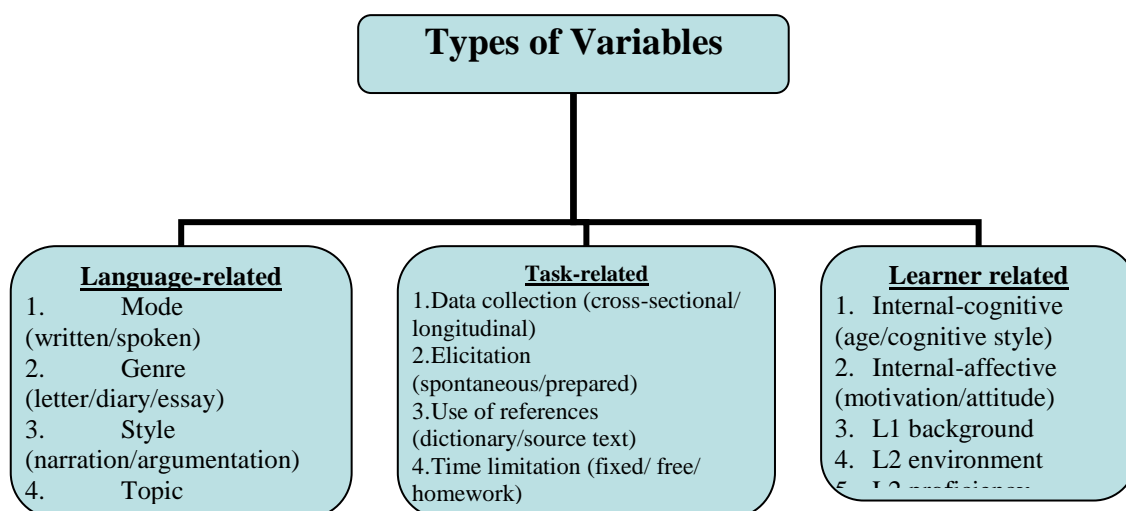 Types of Variables
Language-related
1. Mode
(written/spoken)
2. Genre
(letter/diary/essay)
3. Style
(narration/argumentation)
4. Topic
Task-related
1.Data collection (cross-sectional/
longitudinal)
2.Elicitation
(spontaneous/prepared)
3.Use of references
(dictionary/source text)
4.Time limitation (fixed/ free/
homework)
Learner related
1. Internal-cognitive
(age/cognitive style)
2. Internal-affective
(motivation/attitude)
3. L1 background
4. L2 environment
5. L2 proficiency